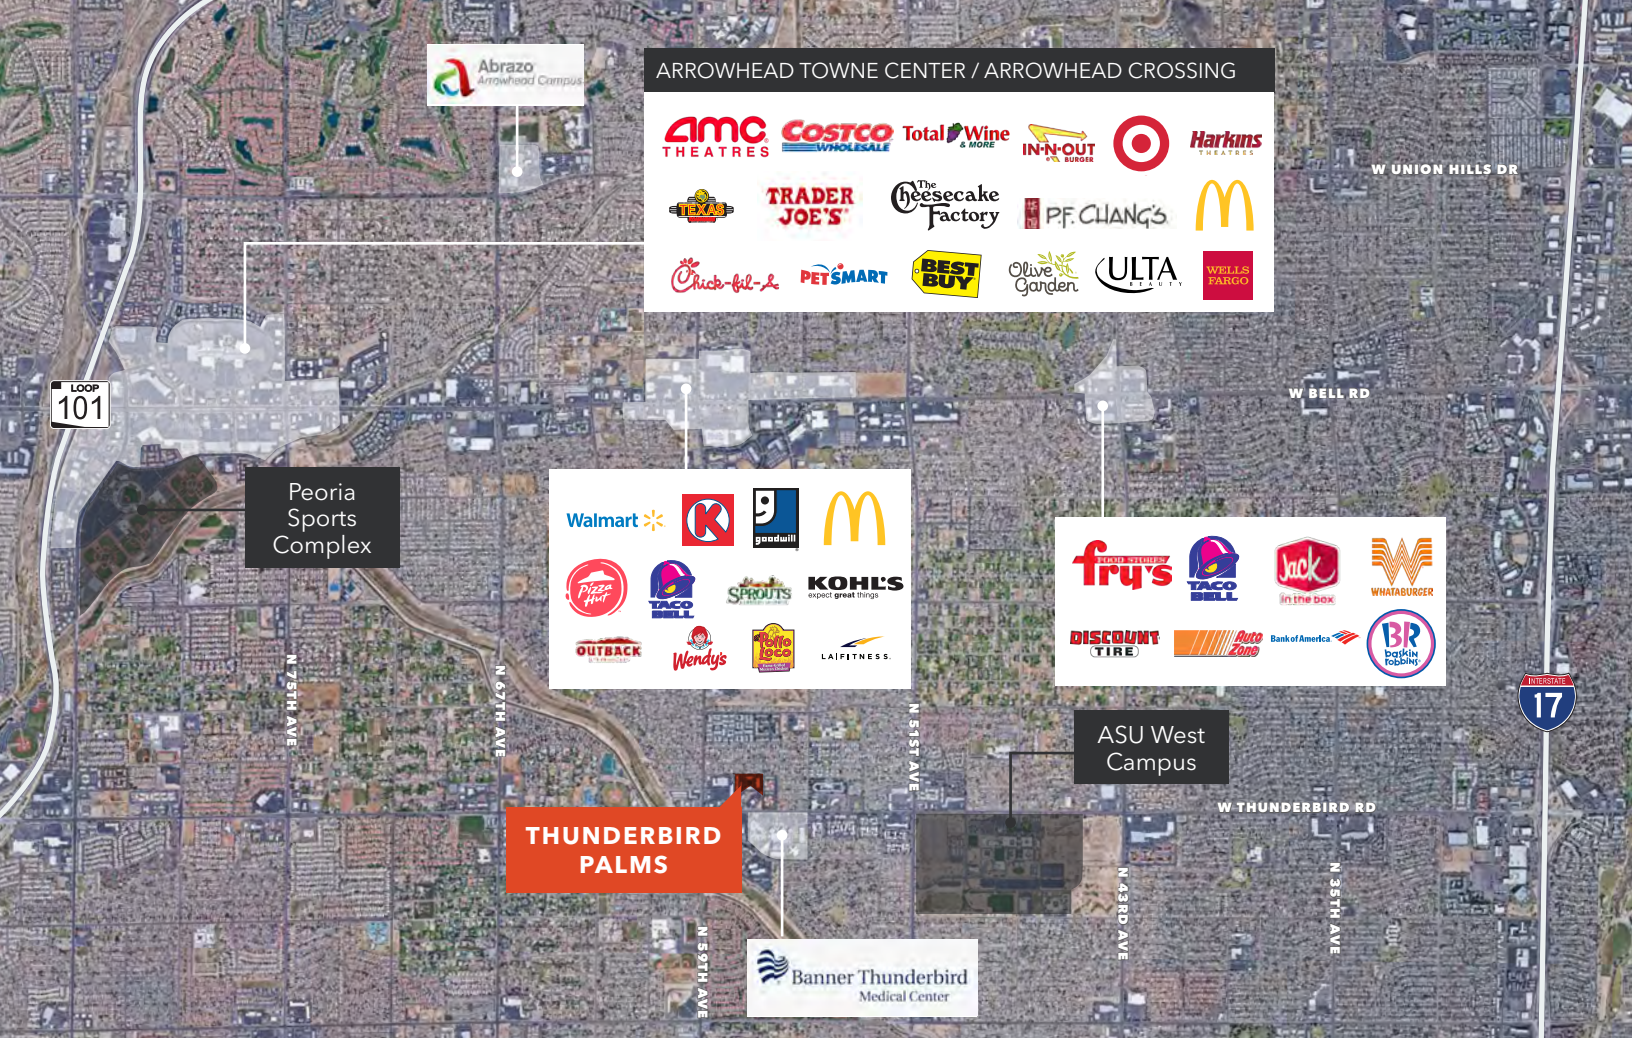 Abrazo
Arrowhead Campus
ARROWHEAD TOWNE CENTER / ARROWHEAD CROSSING
amc
THEATRES
COSTCO
WHOLESALE
Total Wine
& MORE
IN-N-OUT
BURGER
Harkins
THEATRES
TEXAS
TRADER
JOE'S
The
Cheesecake
Factory
P.F. CHANG'S
Chick-fil-A
PETSMART
BEST
BUY
Olive
Garden
ULTA
BEAUTY
WELLS
FARGO
W UNION HILLS DR
LOOP
101
W BELL RD
Peoria
Sports
Complex
Walmart
K
goodwill
Pizza
Hut
TACO
BELL
SPROUTS
KOHL'S
expect great things
OUTBACK
Wendy's
El Pollo
Loco
LA|FITNESS.
FOOD STORES
fry's
TACO
BELL
Jack
in the box
WHATABURGER
DISCOUNT
TIRE
Auto
Zone
Bank of America
BR
baskin
robbins
N 75TH AVE
N 67TH AVE
N 51ST AVE
INTERSTATE
17
ASU West
Campus
W THUNDERBIRD RD
THUNDERBIRD
PALMS
N 59TH AVE
N 43RD AVE
N 35TH AVE
Banner Thunderbird
Medical Center